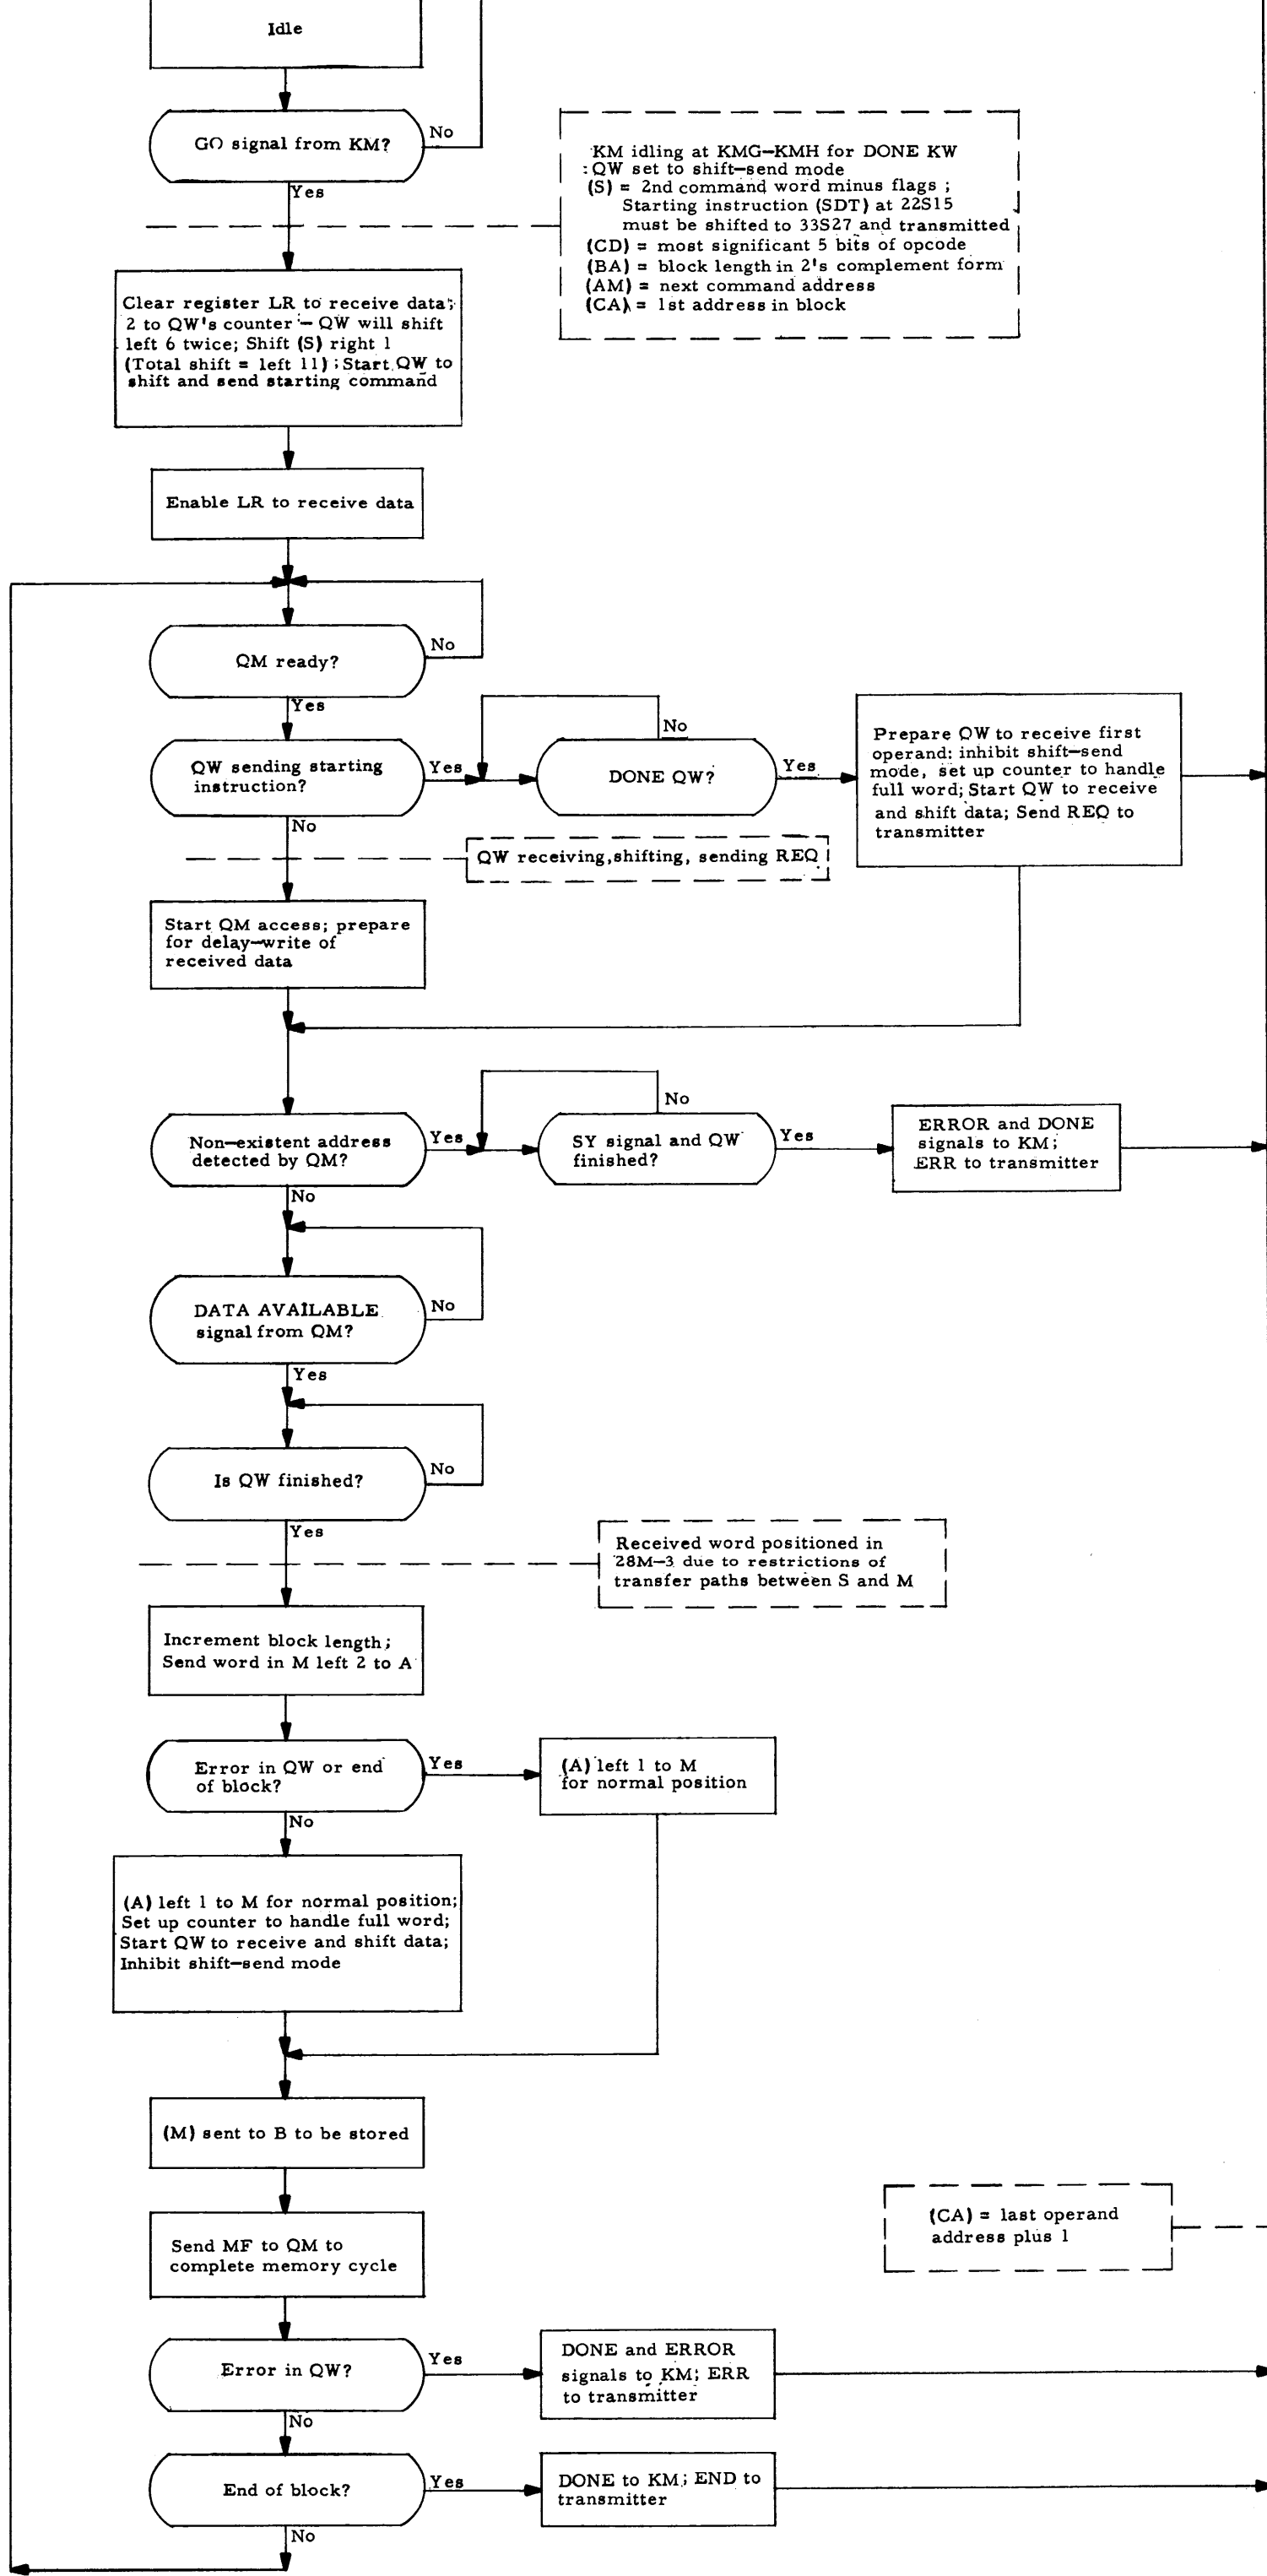 Idle
GO signal from KM?
No
Yes
KM idling at KMG-KMH for DONE KW
QW set to shift-send mode
(S) = 2nd command word minus flags ;
Starting instruction (SDT) at 22S15
must be shifted to 33S27 and transmitted
(CD) = most significant 5 bits of opcode
(BA) = block length in 2's complement form
(AM) = next command address
(CA) = 1st address in block
Clear register LR to receive data;
2 to QW's counter - QW will shift
left 6 twice; Shift (S) right 1
(Total shift = left 11) ; Start QW to
shift and send starting command
Enable LR to receive data
QM ready?
No
Yes
QW sending starting
instruction?
Yes
No
DONE QW?
No
Yes
Prepare QW to receive first
operand: inhibit shift-send
mode, set up counter to handle
full word; Start QW to receive
and shift data; Send REQ to
transmitter
QW receiving, shifting, sending REQ
Start QM access; prepare
for delay-write of
received data
Non-existent address
detected by QM?
Yes
No
SY signal and QW
finished?
No
Yes
ERROR and DONE
signals to KM;
ERR to transmitter
DATA AVAILABLE
signal from QM?
No
Yes
Is QW finished?
No
Yes
Received word positioned in
28M-3 due to restrictions of
transfer paths between S and M
Increment block length;
Send word in M left 2 to A
Error in QW or end
of block?
Yes
No
(A) left 1 to M
for normal position
(A) left 1 to M for normal position;
Set up counter to handle full word;
Start QW to receive and shift data;
Inhibit shift-send mode
(M) sent to B to be stored
(CA) = last operand
address plus 1
Send MF to QM to
complete memory cycle
Error in QW?
Yes
No
DONE and ERROR
signals to KM; ERR
to transmitter
End of block?
Yes
No
DONE to KM; END to
transmitter